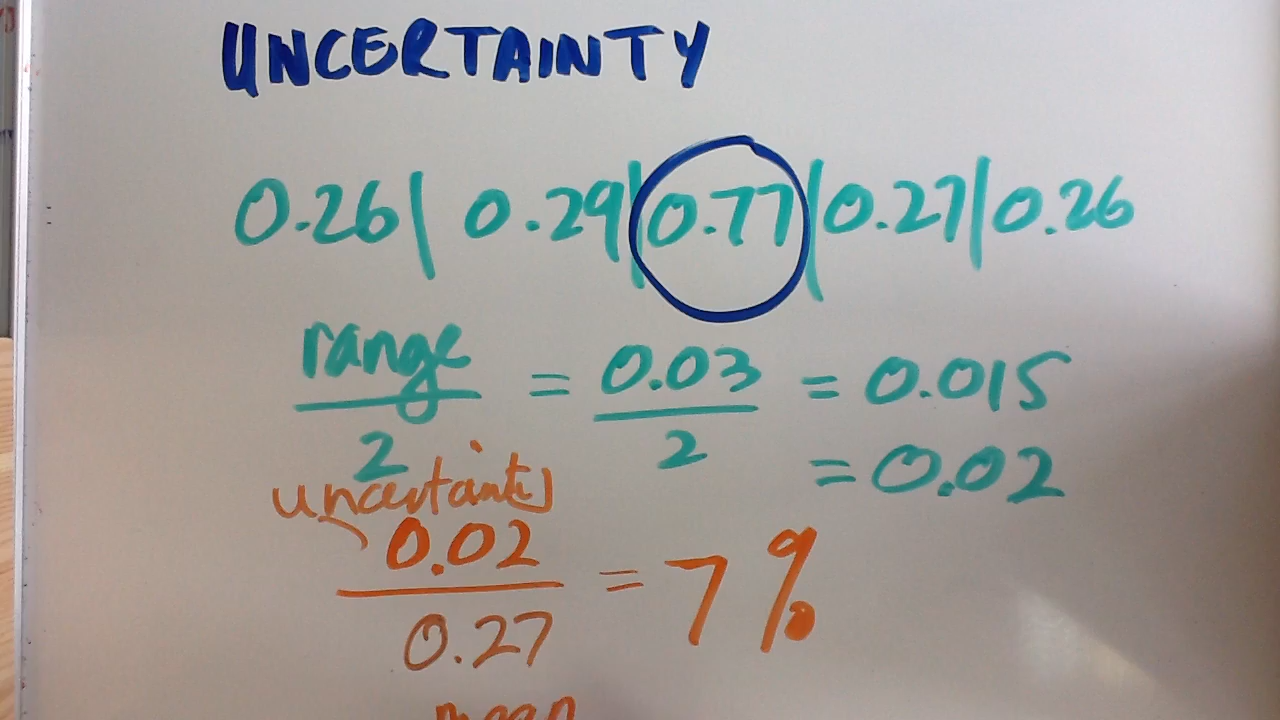 UNCERTAINTY
0.26 | 0.29 | 0.77 | 0.27 | 0.26
range / 2 = 0.03 / 2 = 0.015
= 0.02
uncertainty
0.02 / 0.27 = 7%
mean